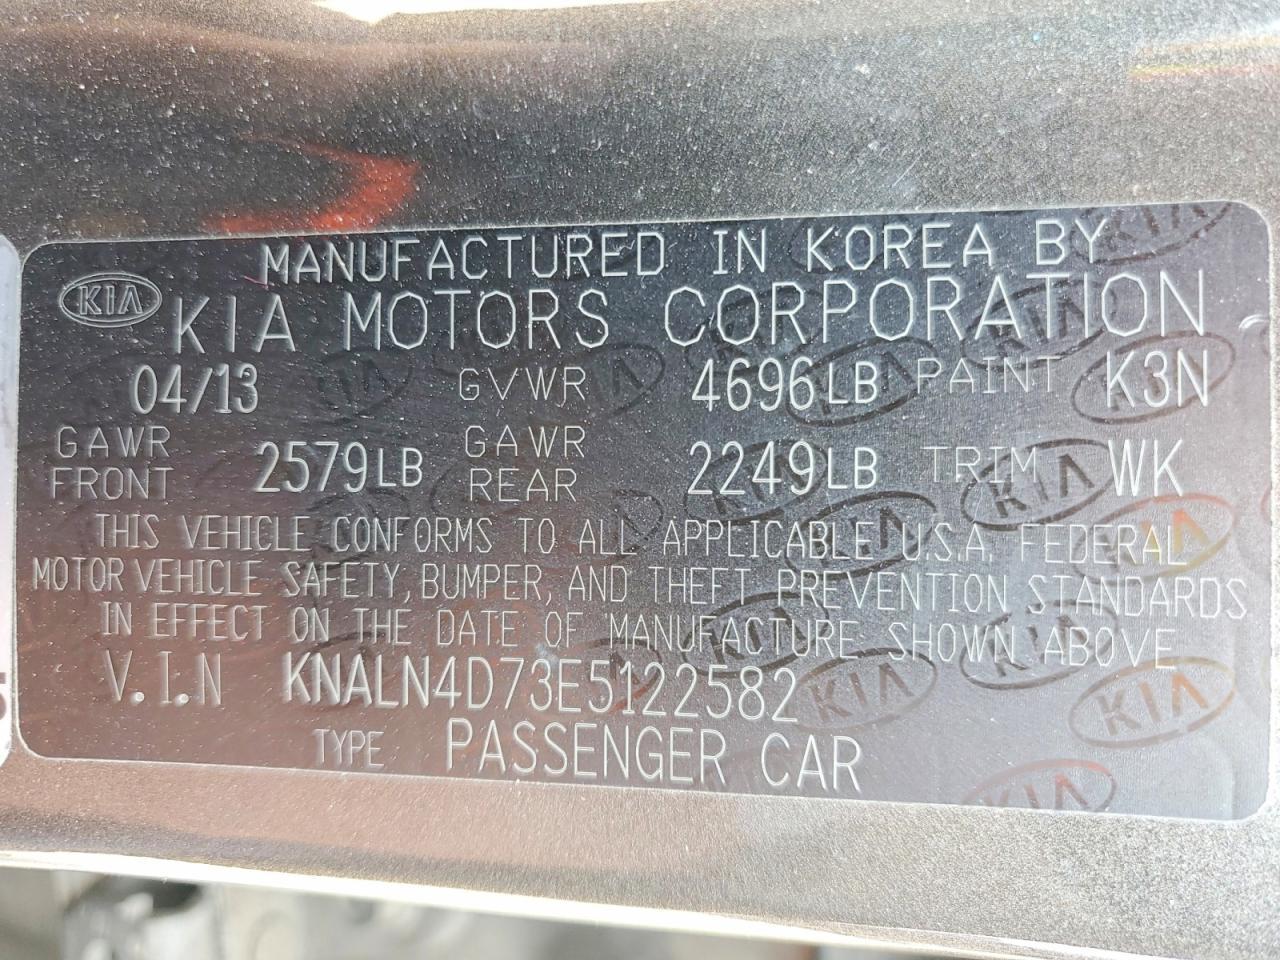 MANUFACTURED IN KOREA BY
KIA KIA MOTORS CORPORATION
04/13 GVWR 4696LB PAINT K3N
GAWR FRONT 2579LB GAWR REAR 2249LB TRIM WK
THIS VEHICLE CONFORMS TO ALL APPLICABLE U.S.A. FEDERAL
MOTOR VEHICLE SAFETY, BUMPER, AND THEFT PREVENTION STANDARDS
IN EFFECT ON THE DATE OF MANUFACTURE SHOWN ABOVE
V.I.N KNALN4D73E5122582
TYPE PASSENGER CAR